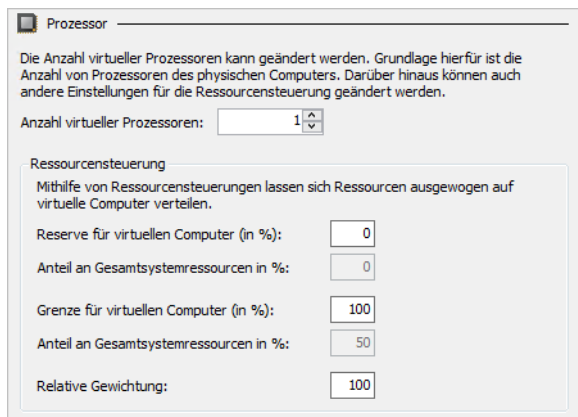 Prozessor
Die Anzahl virtueller Prozessoren kann geändert werden. Grundlage hierfür ist die
Anzahl von Prozessoren des physischen Computers. Darüber hinaus können auch
andere Einstellungen für die Ressourcensteuerung geändert werden.
Anzahl virtueller Prozessoren: 1
Ressourcensteuerung
Mithilfe von Ressourcensteuerungen lassen sich Ressourcen ausgewogen auf
virtuelle Computer verteilen.
Reserve für virtuellen Computer (in %): 0
Anteil an Gesamtsystemressourcen in %: 0
Grenze für virtuellen Computer (in %): 100
Anteil an Gesamtsystemressourcen in %: 50
Relative Gewichtung: 100